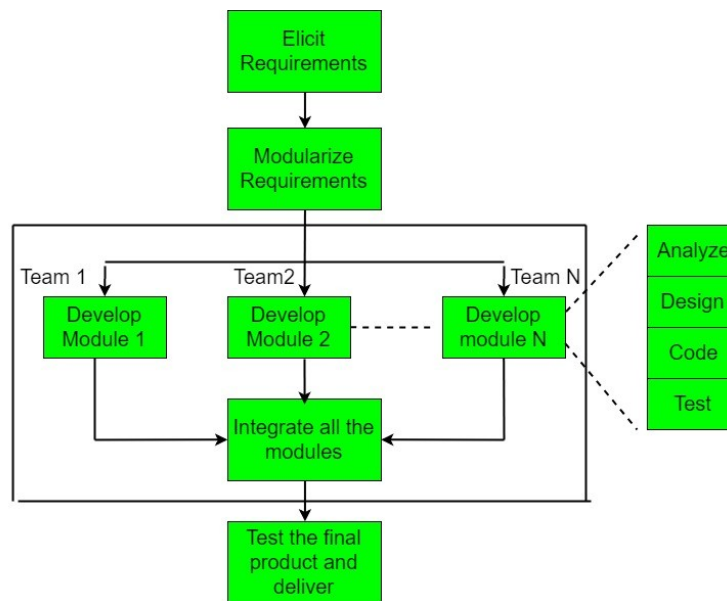 Elicit
Requirements
Modularize
Requirements
Team 1
Team2
Team N
Develop
Module 1
Develop
Module 2
Develop
module N
Analyze
Design
Code
Test
Integrate all the
modules
Test the final
product and
deliver